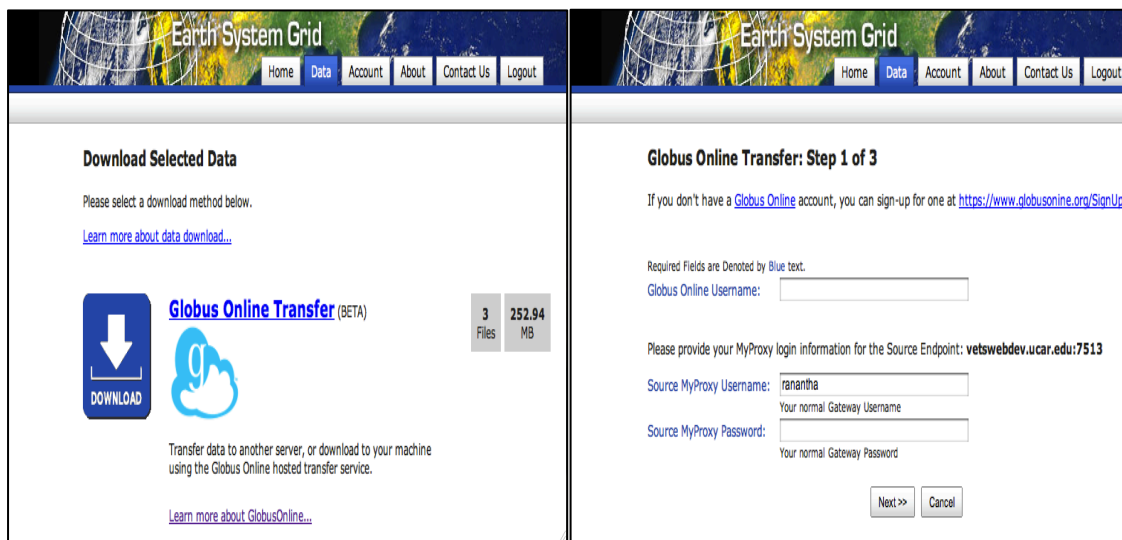 Earth System Grid
Home Data Account About Contact Us Logout
Download Selected Data
Please select a download method below.
Learn more about data download...
DOWNLOAD
Globus Online Transfer (BETA)
g
3 Files
252.94 MB
Transfer data to another server, or download to your machine
using the Globus Online hosted transfer service.
Learn more about GlobusOnline...
Earth System Grid
Home Data Account About Contact Us Logout
Globus Online Transfer: Step 1 of 3
If you don't have a Globus Online account, you can sign-up for one at https://www.globusonine.org/SignUp
Required Fields are Denoted by Blue text.
Globus Online Username:
Please provide your MyProxy login information for the Source Endpoint: vetswebdev.ucar.edu:7513
Source MyProxy Username: ranantha
Your normal Gateway Username
Source MyProxy Password:
Your normal Gateway Password
Next >> Cancel